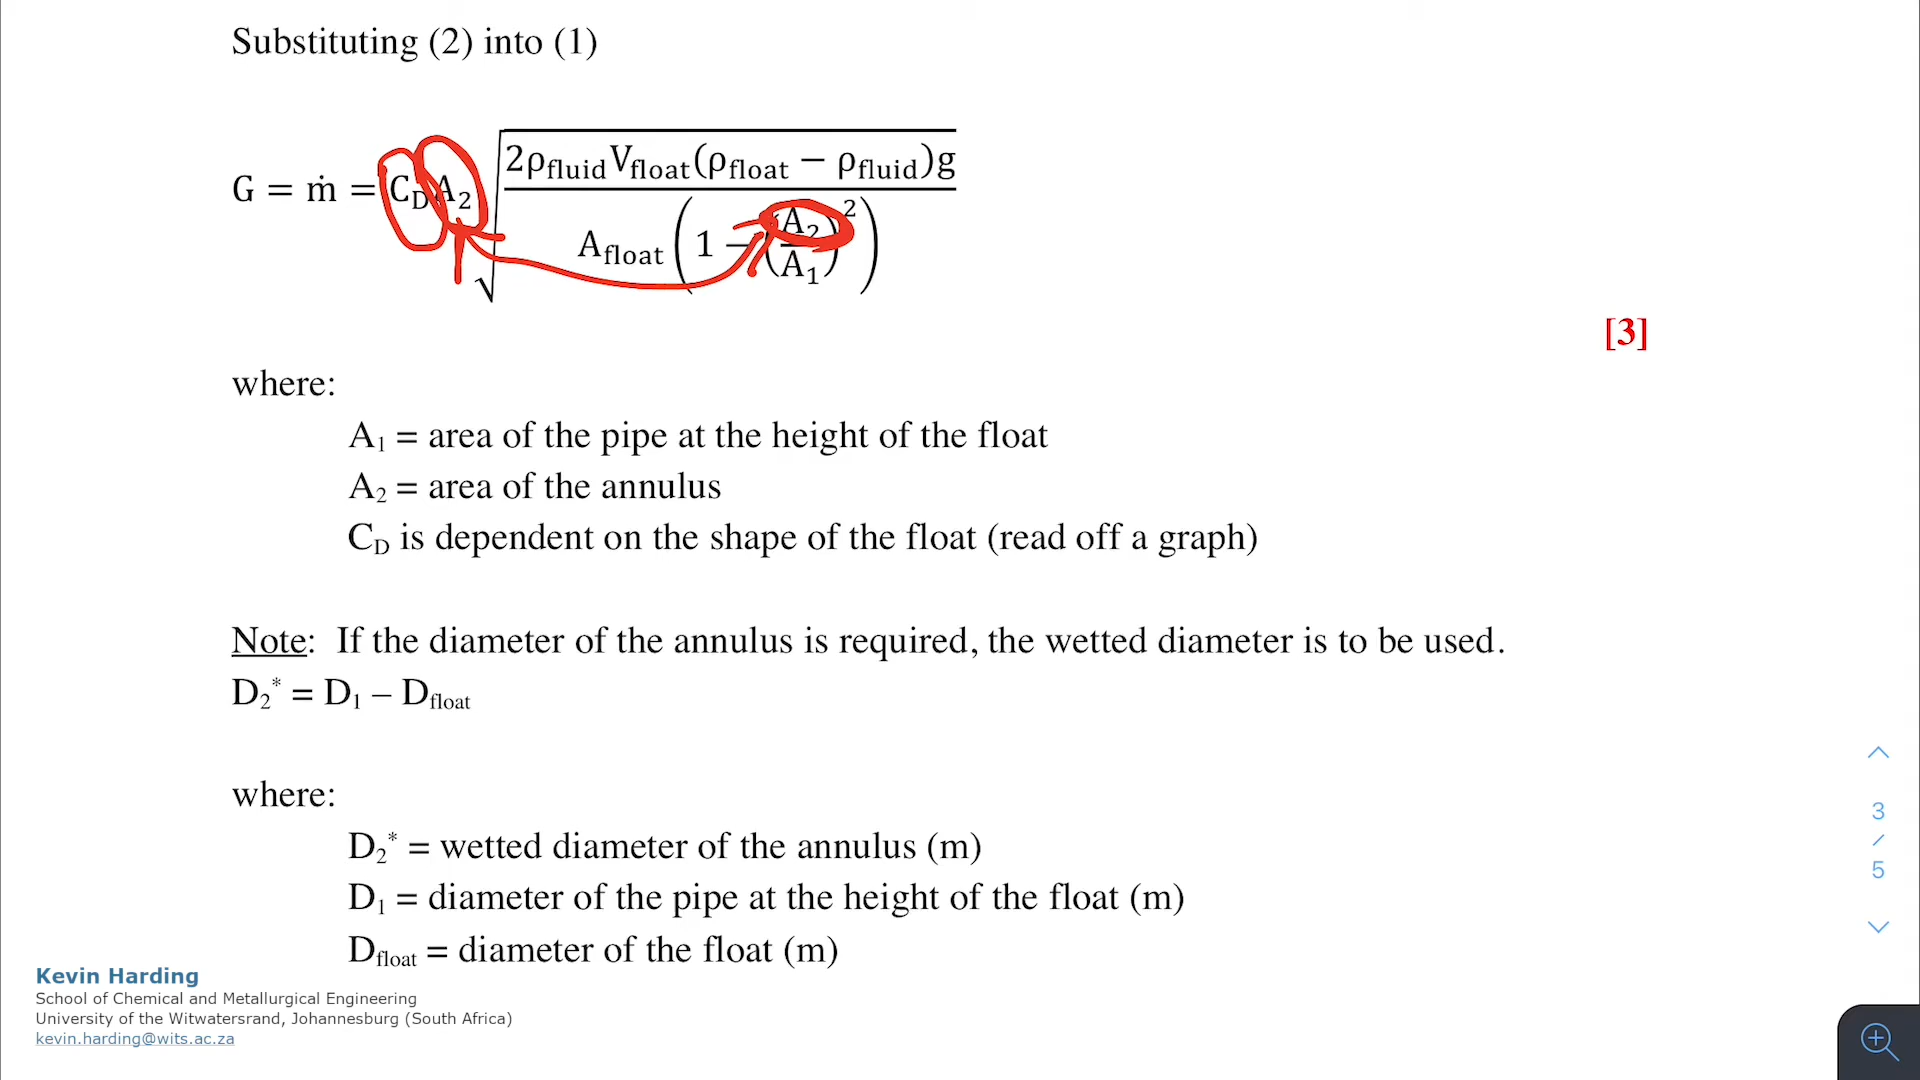 Substituting (2) into (1)
G = ṁ = C_D A₂ √(2ρ_fluid V_float(ρ_float − ρ_fluid)g / A_float(1 − (A₂/A₁)²))
[3]
where:
A₁ = area of the pipe at the height of the float
A₂ = area of the annulus
C_D is dependent on the shape of the float (read off a graph)
Note: If the diameter of the annulus is required, the wetted diameter is to be used.
D₂* = D₁ – D_float
where:
D₂* = wetted diameter of the annulus (m)
D₁ = diameter of the pipe at the height of the float (m)
D_float = diameter of the float (m)
Kevin Harding
School of Chemical and Metallurgical Engineering
University of the Witwatersrand, Johannesburg (South Africa)
kevin.harding@wits.ac.za
3
/
5